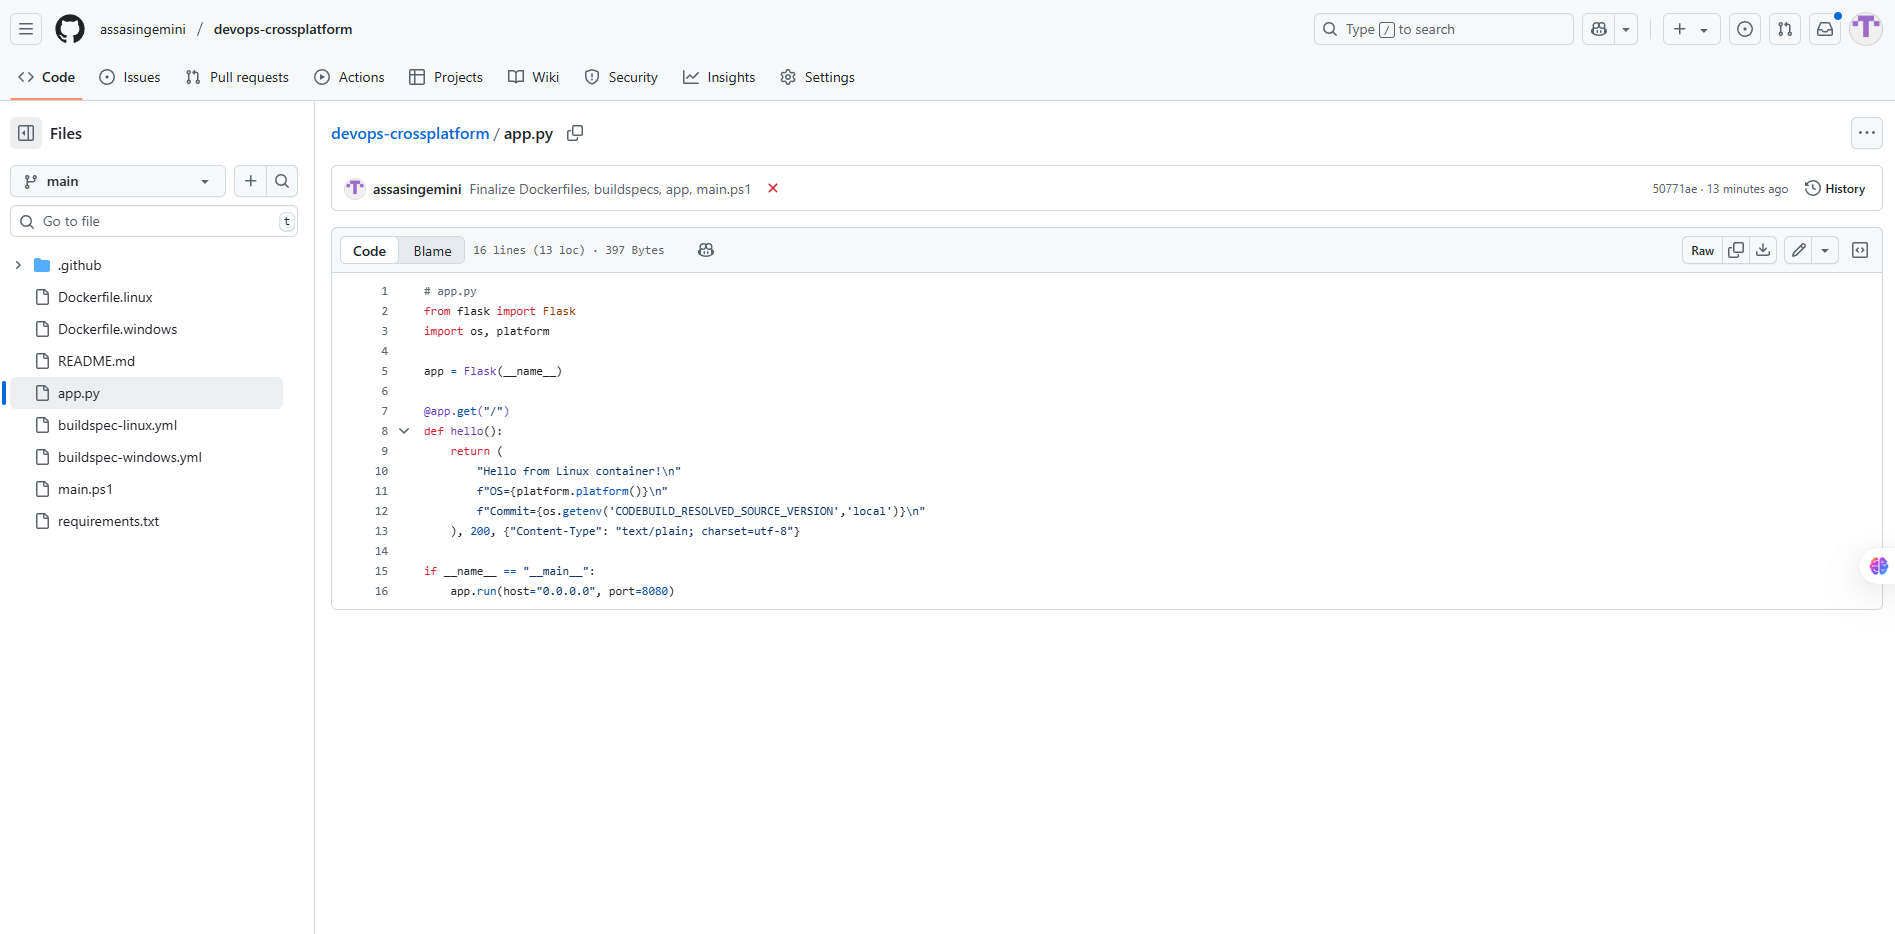 assasingemini / devops-crossplatform
Type / to search
Code
Issues
Pull requests
Actions
Projects
Wiki
Security
Insights
Settings
Files
main
Go to file
t
.github
Dockerfile.linux
Dockerfile.windows
README.md
app.py
buildspec-linux.yml
buildspec-windows.yml
main.ps1
requirements.txt
devops-crossplatform / app.py
assasingemini Finalize Dockerfiles, buildspecs, app, main.ps1
50771ae · 13 minutes ago
History
Code
Blame
16 lines (13 loc) · 397 Bytes
Raw
1 # app.py
2 from flask import Flask
3 import os, platform
4
5 app = Flask(__name__)
6
7 @app.get("/")
8 def hello():
9     return (
10         "Hello from Linux container!\n"
11         f"OS={platform.platform()}\n"
12         f"Commit={os.getenv('CODEBUILD_RESOLVED_SOURCE_VERSION','local')}\n"
13     ), 200, {"Content-Type": "text/plain; charset=utf-8"}
14
15 if __name__ == "__main__":
16     app.run(host="0.0.0.0", port=8080)